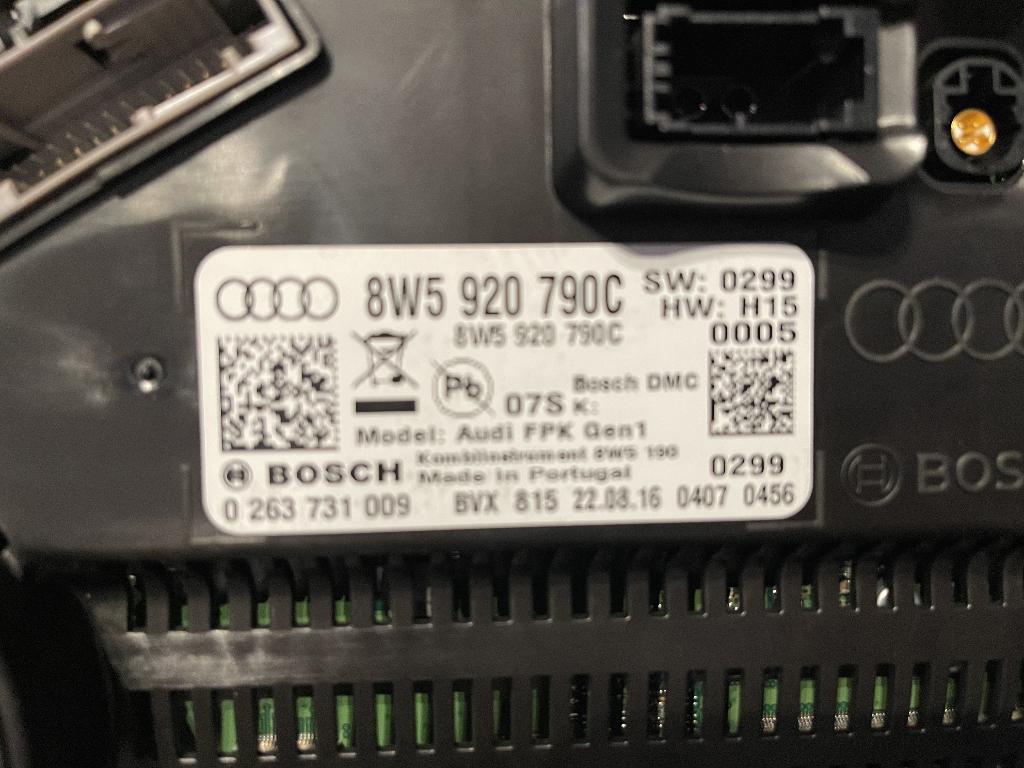 8W5 920 790C
SW: 0299
HW: H15
8W5 920 790C
0005
Pb
Bosch DMC
07S K:
Model: Audi FPK Gen1
Kombiinstrument 8W5 190
BOSCH
Made in Portugal
0299
0 263 731 009
BVX 815 22.08.16 0407 0456
BOS